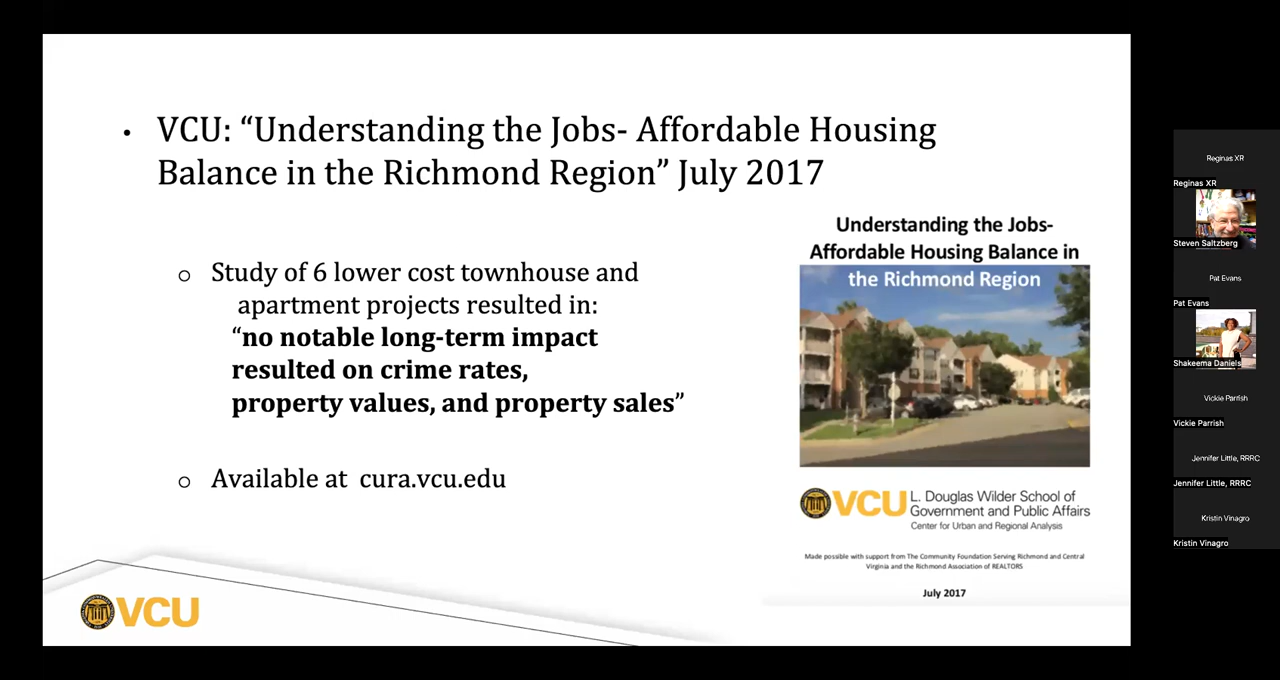 • VCU: “Understanding the Jobs- Affordable Housing
Balance in the Richmond Region” July 2017
o Study of 6 lower cost townhouse and
apartment projects resulted in:
“no notable long-term impact
resulted on crime rates,
property values, and property sales”
o Available at cura.vcu.edu
VCU
Understanding the Jobs-
Affordable Housing Balance in
the Richmond Region
VCU L. Douglas Wilder School of
Government and Public Affairs
Center for Urban and Regional Analysis
Made possible with support from The Community Foundation Serving Richmond and Central
Virginia and the Richmond Association of REALTORS
July 2017
Reginas XR
Reginas XR
Steven Saltzberg
Pat Evans
Pat Evans
Shakeema Daniels
Vickie Parrish
Vickie Parrish
Jennifer Little, RRRC
Jennifer Little, RRRC
Kristin Vinagro
Kristin Vinagro